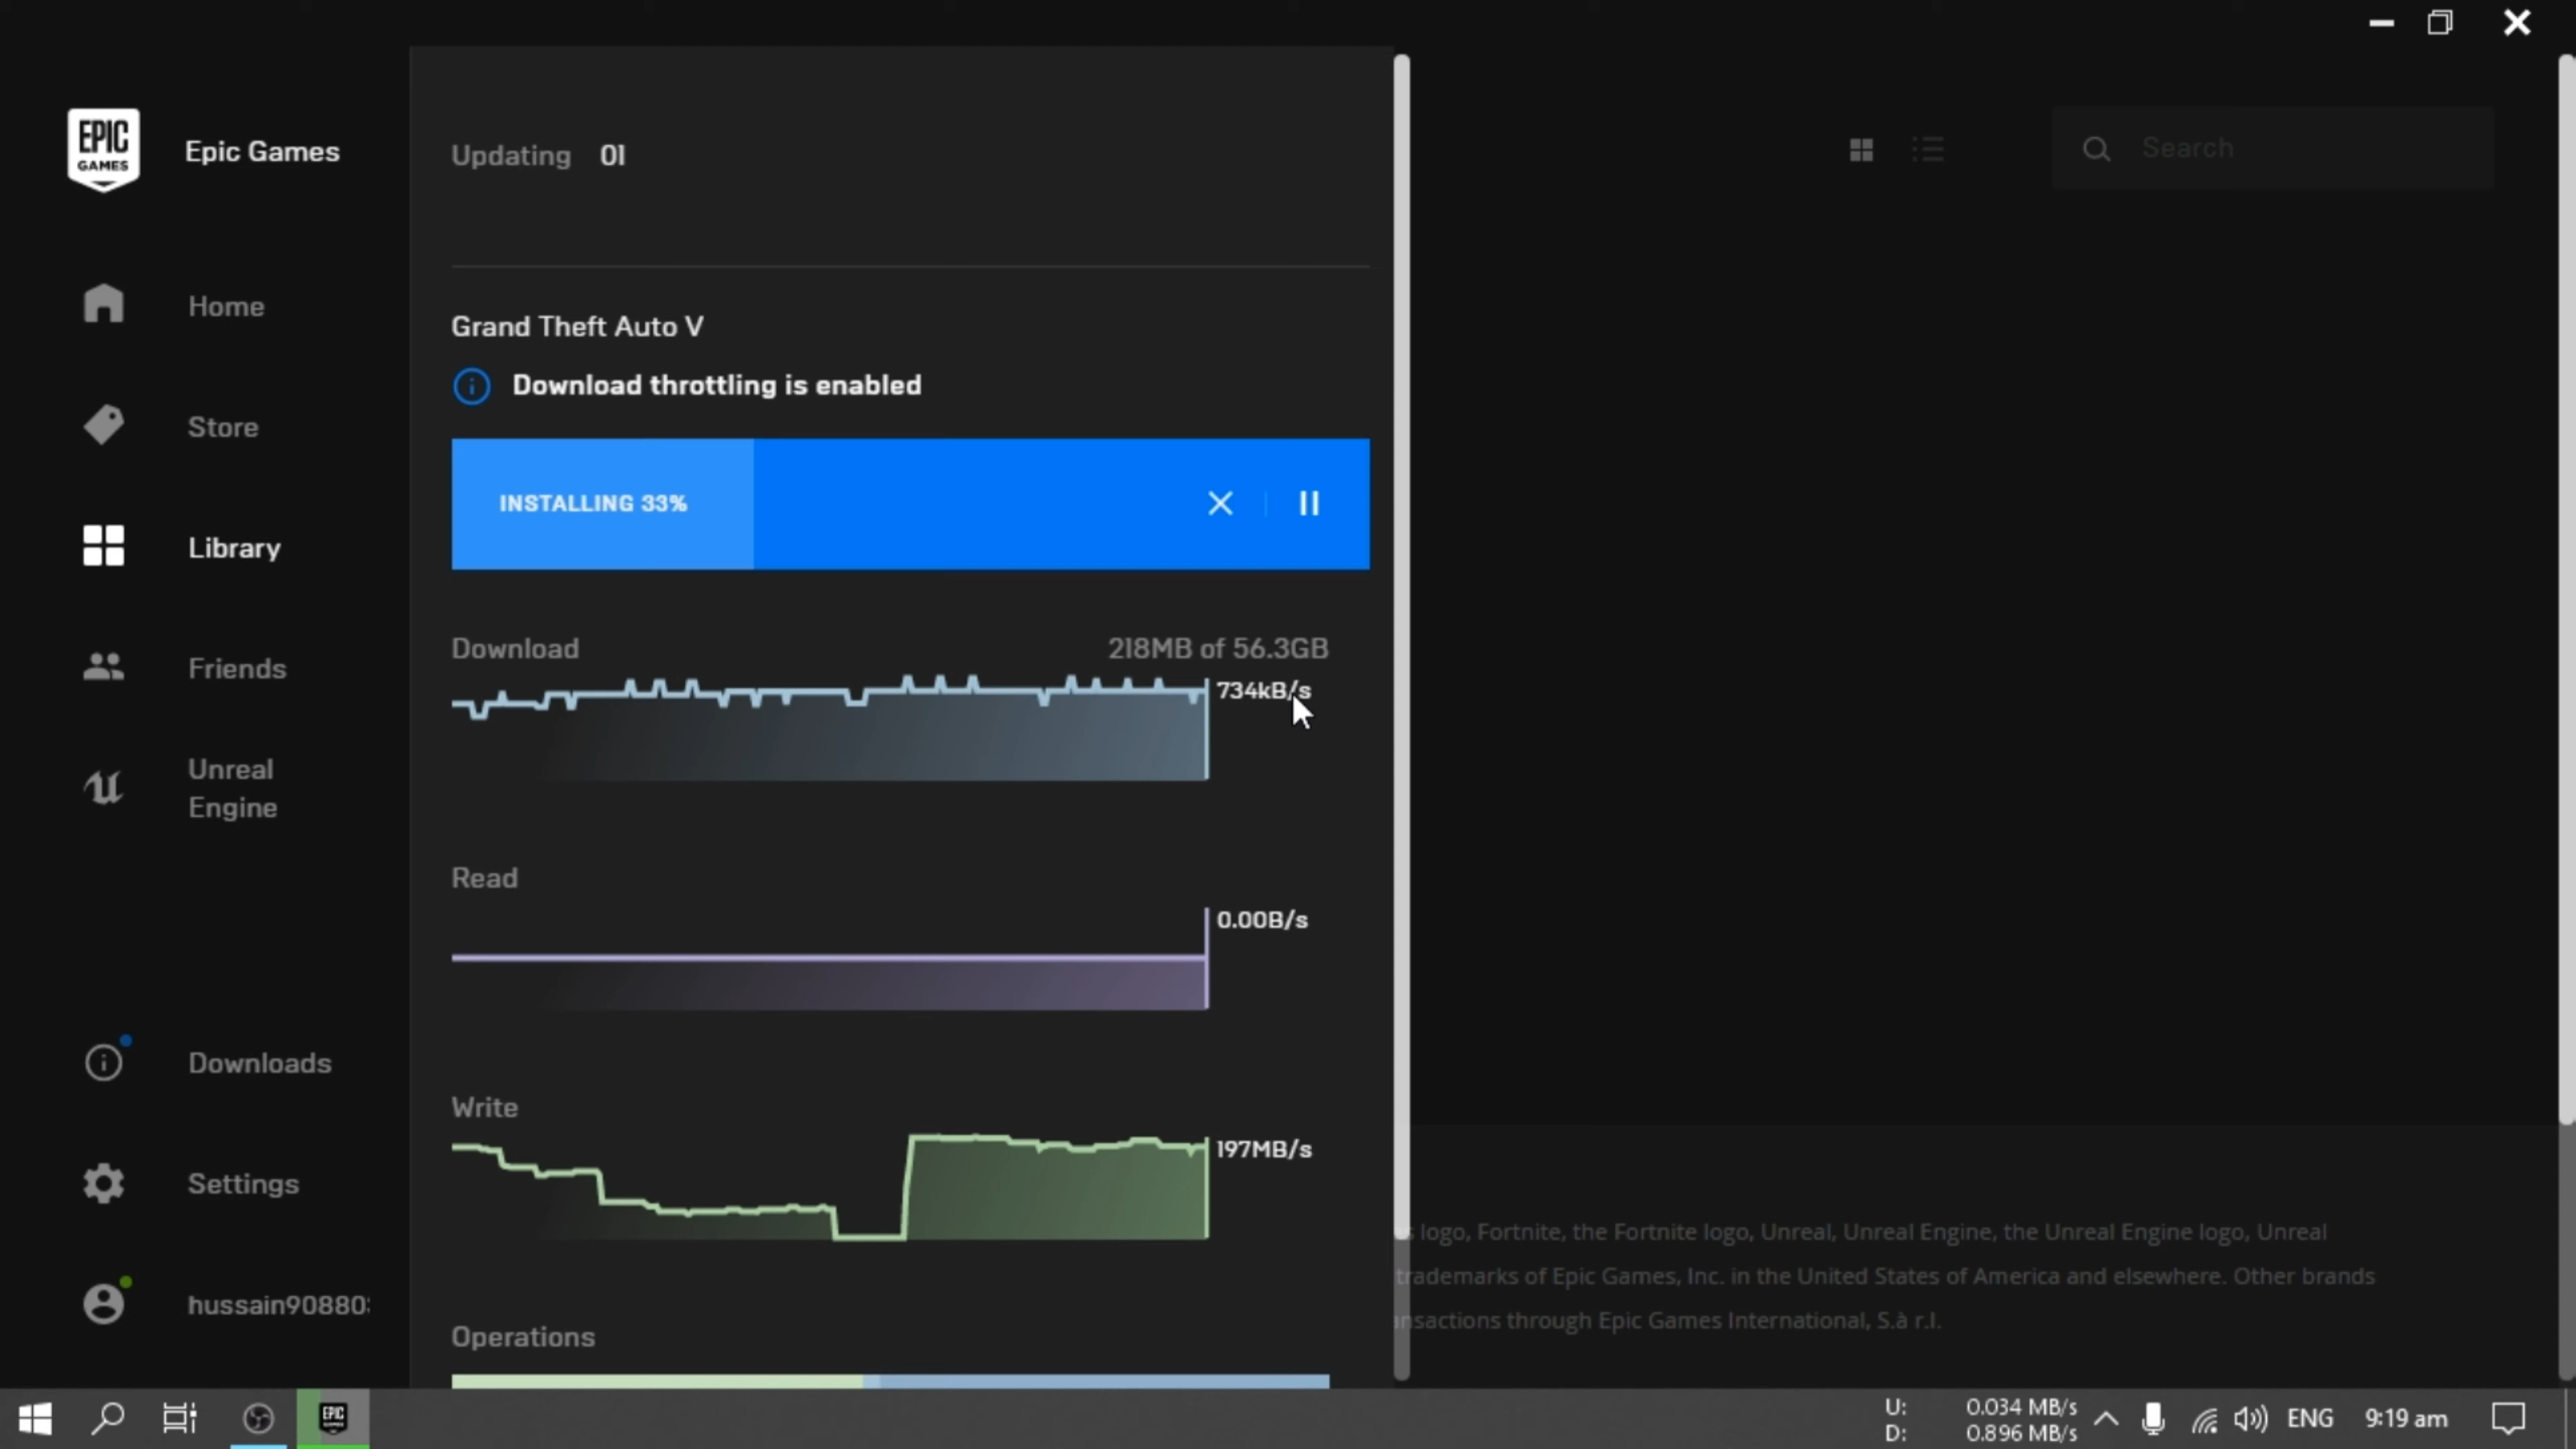 EPIC
GAMES
Epic Games
Home
Store
Library
Friends
Unreal
Engine
Downloads
Settings
hussain90880
Updating 01
Grand Theft Auto V
Download throttling is enabled
INSTALLING 33%
Download 218MB of 56.3GB
734kB/s
Read
0.00B/s
Write
197MB/s
Operations
Search
logo, Fortnite, the Fortnite logo, Unreal, Unreal Engine, the Unreal Engine logo, Unreal
trademarks of Epic Games, Inc. in the United States of America and elsewhere. Other brands
ansactions through Epic Games International, S.à r.l.
EPIC
GAMES
U: 0.034 MB/s
D: 0.896 MB/s
ENG
9:19 am